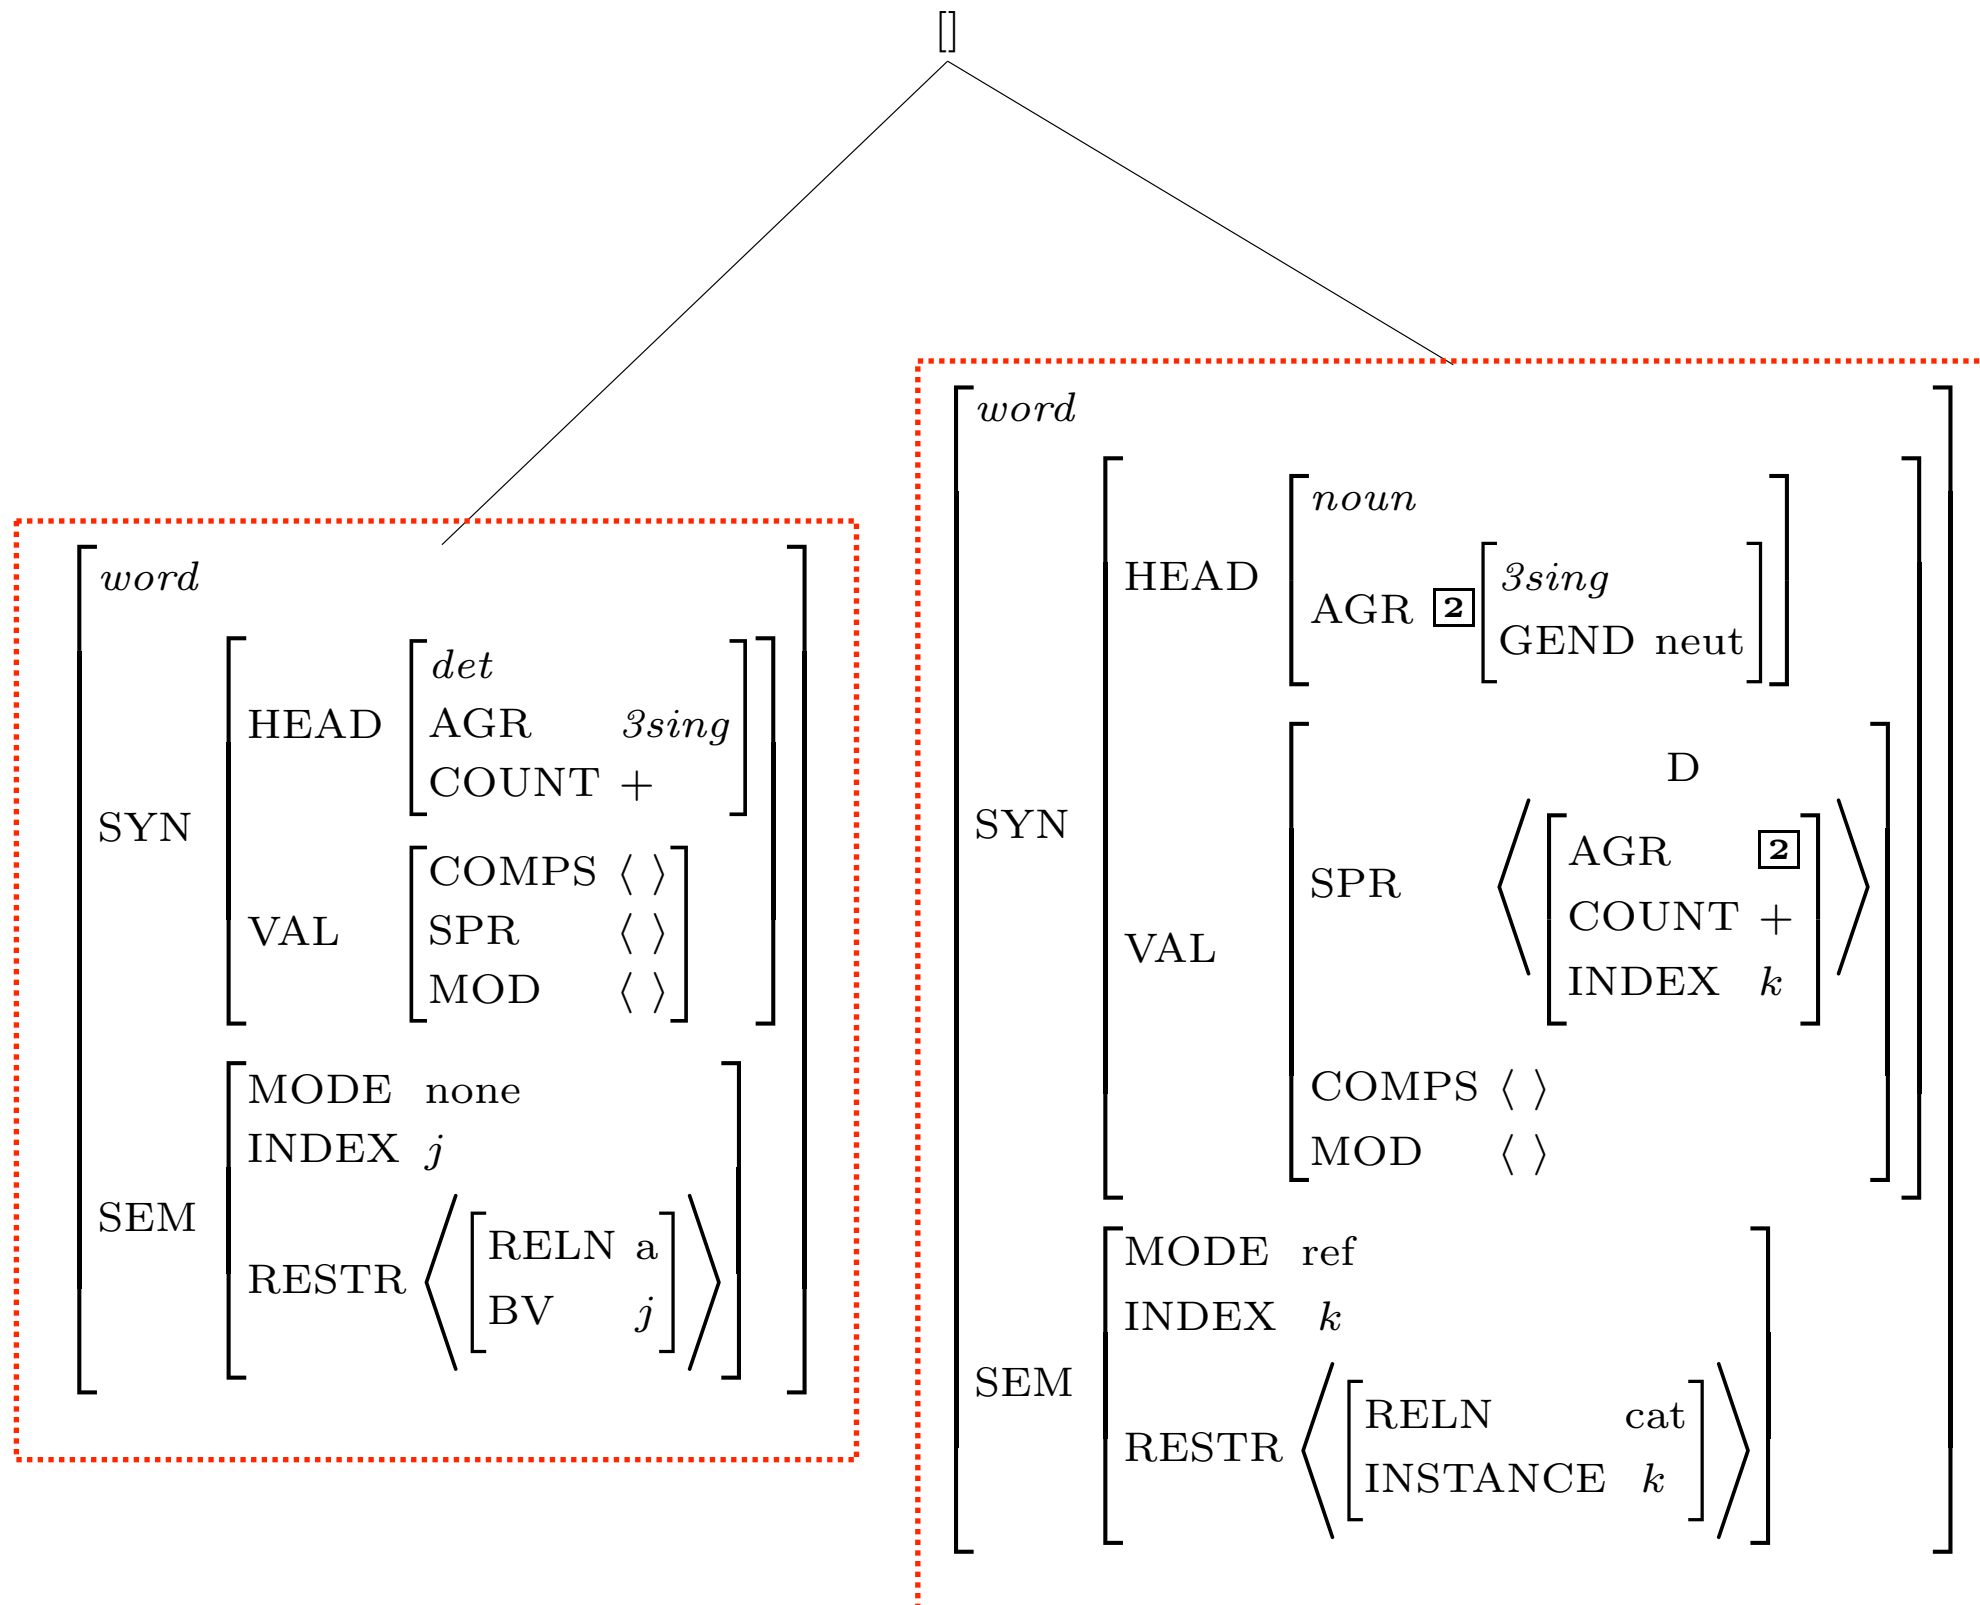 []
word
SYN
HEAD
det
AGR 3sing
COUNT +
VAL
COMPS ⟨ ⟩
SPR ⟨ ⟩
MOD ⟨ ⟩
SEM
MODE none
INDEX j
RESTR
RELN a
BV j
word
SYN
HEAD
noun
AGR 2
3sing
GEND neut
VAL
SPR
D
AGR 2
COUNT +
INDEX k
COMPS ⟨ ⟩
MOD ⟨ ⟩
SEM
MODE ref
INDEX k
RESTR
RELN cat
INSTANCE k